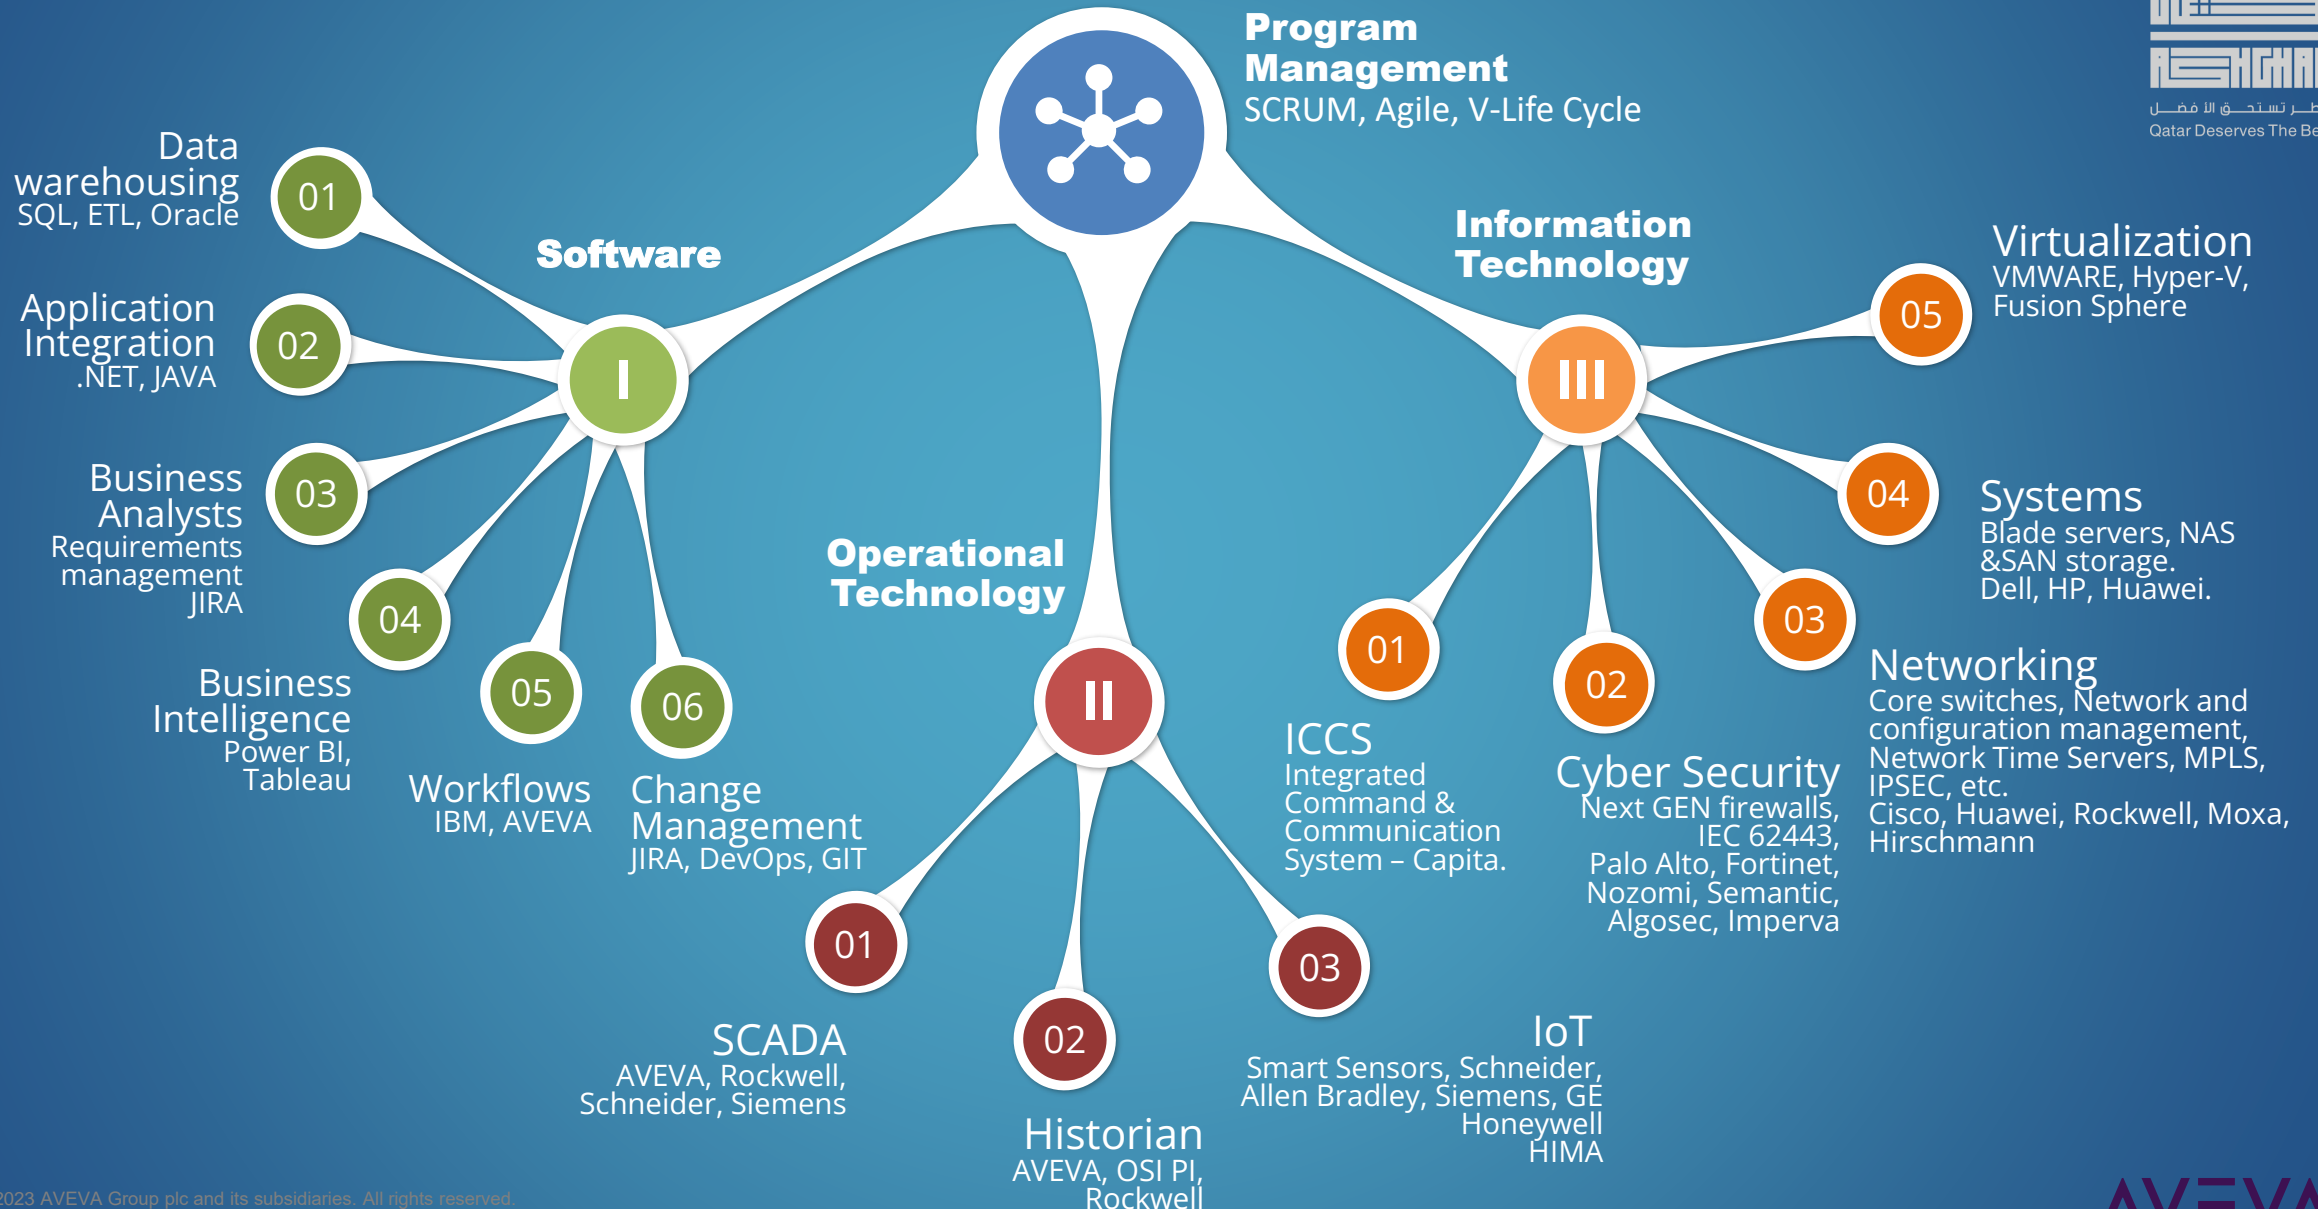 Program
Management
SCRUM, Agile, V-Life Cycle
Qatar Deserves The Be
Software
Data
warehousing
SQL, ETL, Oracle
01
Application
Integration
.NET, JAVA
02
Business
Analysts
Requirements
management
JIRA
03
Business
Intelligence
Power BI,
Tableau
04
Workflows
IBM, AVEVA
05
Change
Management
JIRA, DevOps, GIT
06
I
Operational
Technology
II
01
SCADA
AVEVA, Rockwell,
Schneider, Siemens
02
Historian
AVEVA, OSI PI,
Rockwell
03
IoT
Smart Sensors, Schneider,
Allen Bradley, Siemens, GE
Honeywell
HIMA
Information
Technology
III
01
ICCS
Integrated
Command &
Communication
System – Capita.
02
Cyber Security
Next GEN firewalls,
IEC 62443,
Palo Alto, Fortinet,
Nozomi, Semantic,
Algosec, Imperva
03
Networking
Core switches, Network and
configuration management,
Network Time Servers, MPLS,
IPSEC, etc.
Cisco, Huawei, Rockwell, Moxa,
Hirschmann
04
Systems
Blade servers, NAS
&SAN storage.
Dell, HP, Huawei.
05
Virtualization
VMWARE, Hyper-V,
Fusion Sphere
2023 AVEVA Group plc and its subsidiaries. All rights reserved.
AVEVA